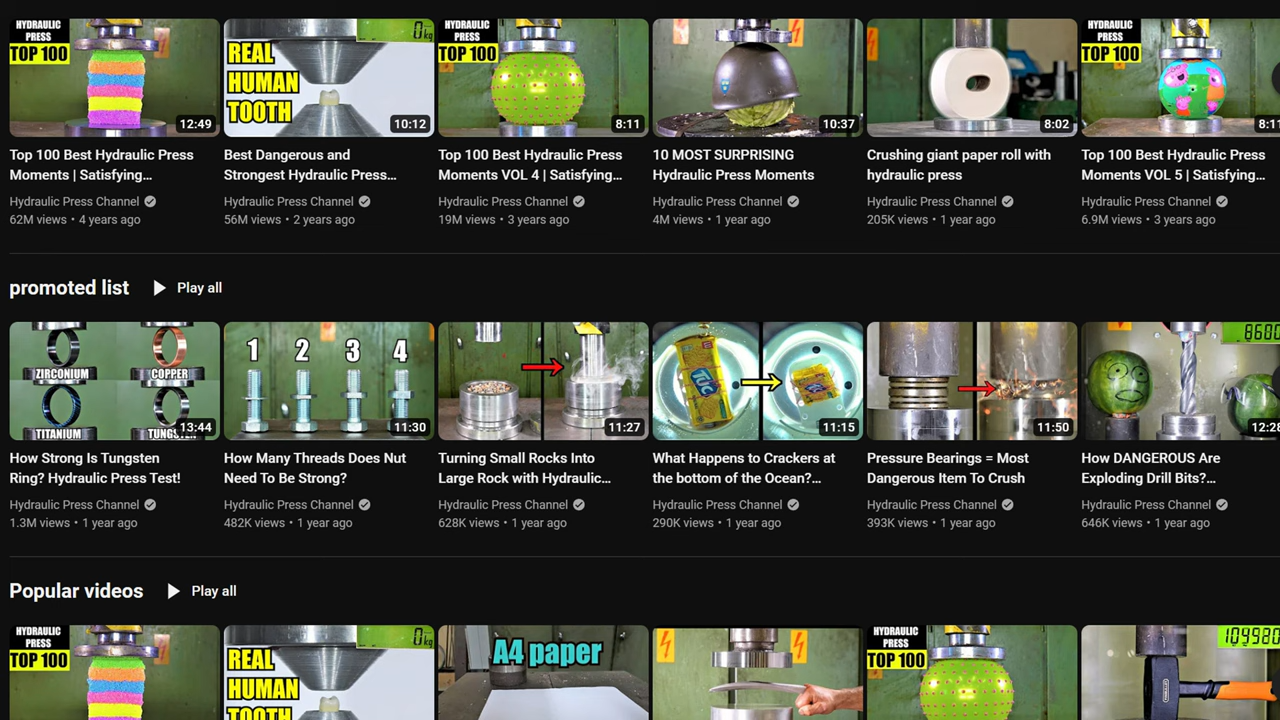 HYDRAULIC
PRESS
TOP 100
12:49
REAL
HUMAN
TOOTH
0kg
10:12
HYDRAULIC
PRESS
TOP 100
8:11
10:37
8:02
HYDRAULIC
PRESS
TOP 100
8:11
Top 100 Best Hydraulic Press
Moments | Satisfying...
Hydraulic Press Channel
62M views • 4 years ago
Best Dangerous and
Strongest Hydraulic Press...
Hydraulic Press Channel
56M views • 2 years ago
Top 100 Best Hydraulic Press
Moments VOL 4 | Satisfying...
Hydraulic Press Channel
19M views • 3 years ago
10 MOST SURPRISING
Hydraulic Press Moments
Hydraulic Press Channel
4M views • 1 year ago
Crushing giant paper roll with
hydraulic press
Hydraulic Press Channel
205K views • 1 year ago
Top 100 Best Hydraulic Press
Moments VOL 5 | Satisfying...
Hydraulic Press Channel
6.9M views • 3 years ago
promoted list
Play all
ZIRCONIUM
COPPER
TITANIUM
13:44
1 2 3 4
11:30
11:27
TUC
11:15
11:50
8680
12:28
How Strong Is Tungsten
Ring? Hydraulic Press Test!
Hydraulic Press Channel
1.3M views • 1 year ago
How Many Threads Does Nut
Need To Be Strong?
Hydraulic Press Channel
482K views • 1 year ago
Turning Small Rocks Into
Large Rock with Hydraulic...
Hydraulic Press Channel
628K views • 1 year ago
What Happens to Crackers at
the bottom of the Ocean?...
Hydraulic Press Channel
290K views • 1 year ago
Pressure Bearings = Most
Dangerous Item To Crush
Hydraulic Press Channel
393K views • 1 year ago
How DANGEROUS Are
Exploding Drill Bits?...
Hydraulic Press Channel
646K views • 1 year ago
Popular videos
Play all
HYDRAULIC
PRESS
TOP 100
REAL
HUMAN
TOOTH
0kg
A4 paper
HYDRAULIC
PRESS
TOP 100
109980